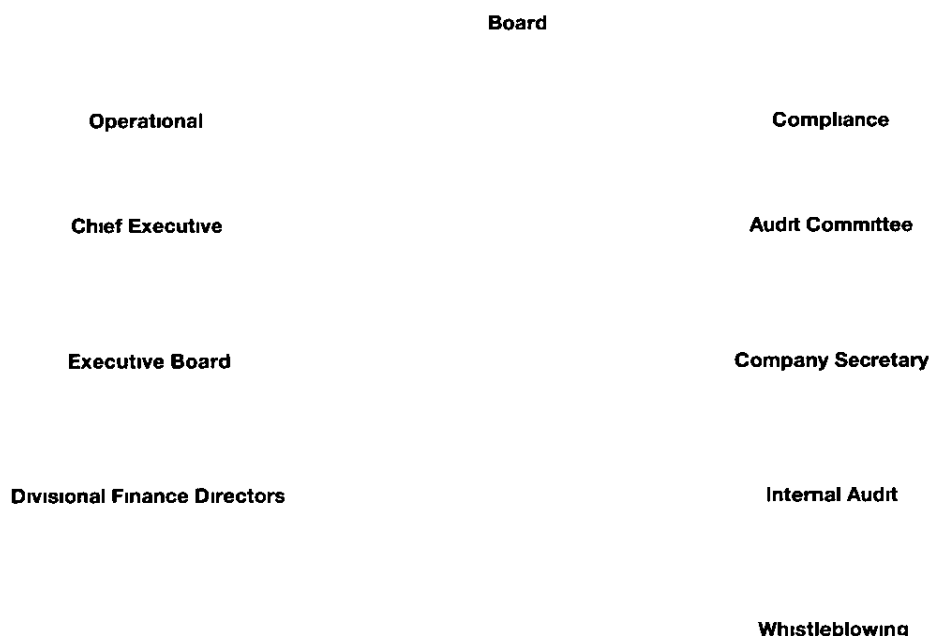 Board
Operational
Compliance
Chief Executive
Audit Committee
Executive Board
Company Secretary
Divisional Finance Directors
Internal Audit
Whistleblowing